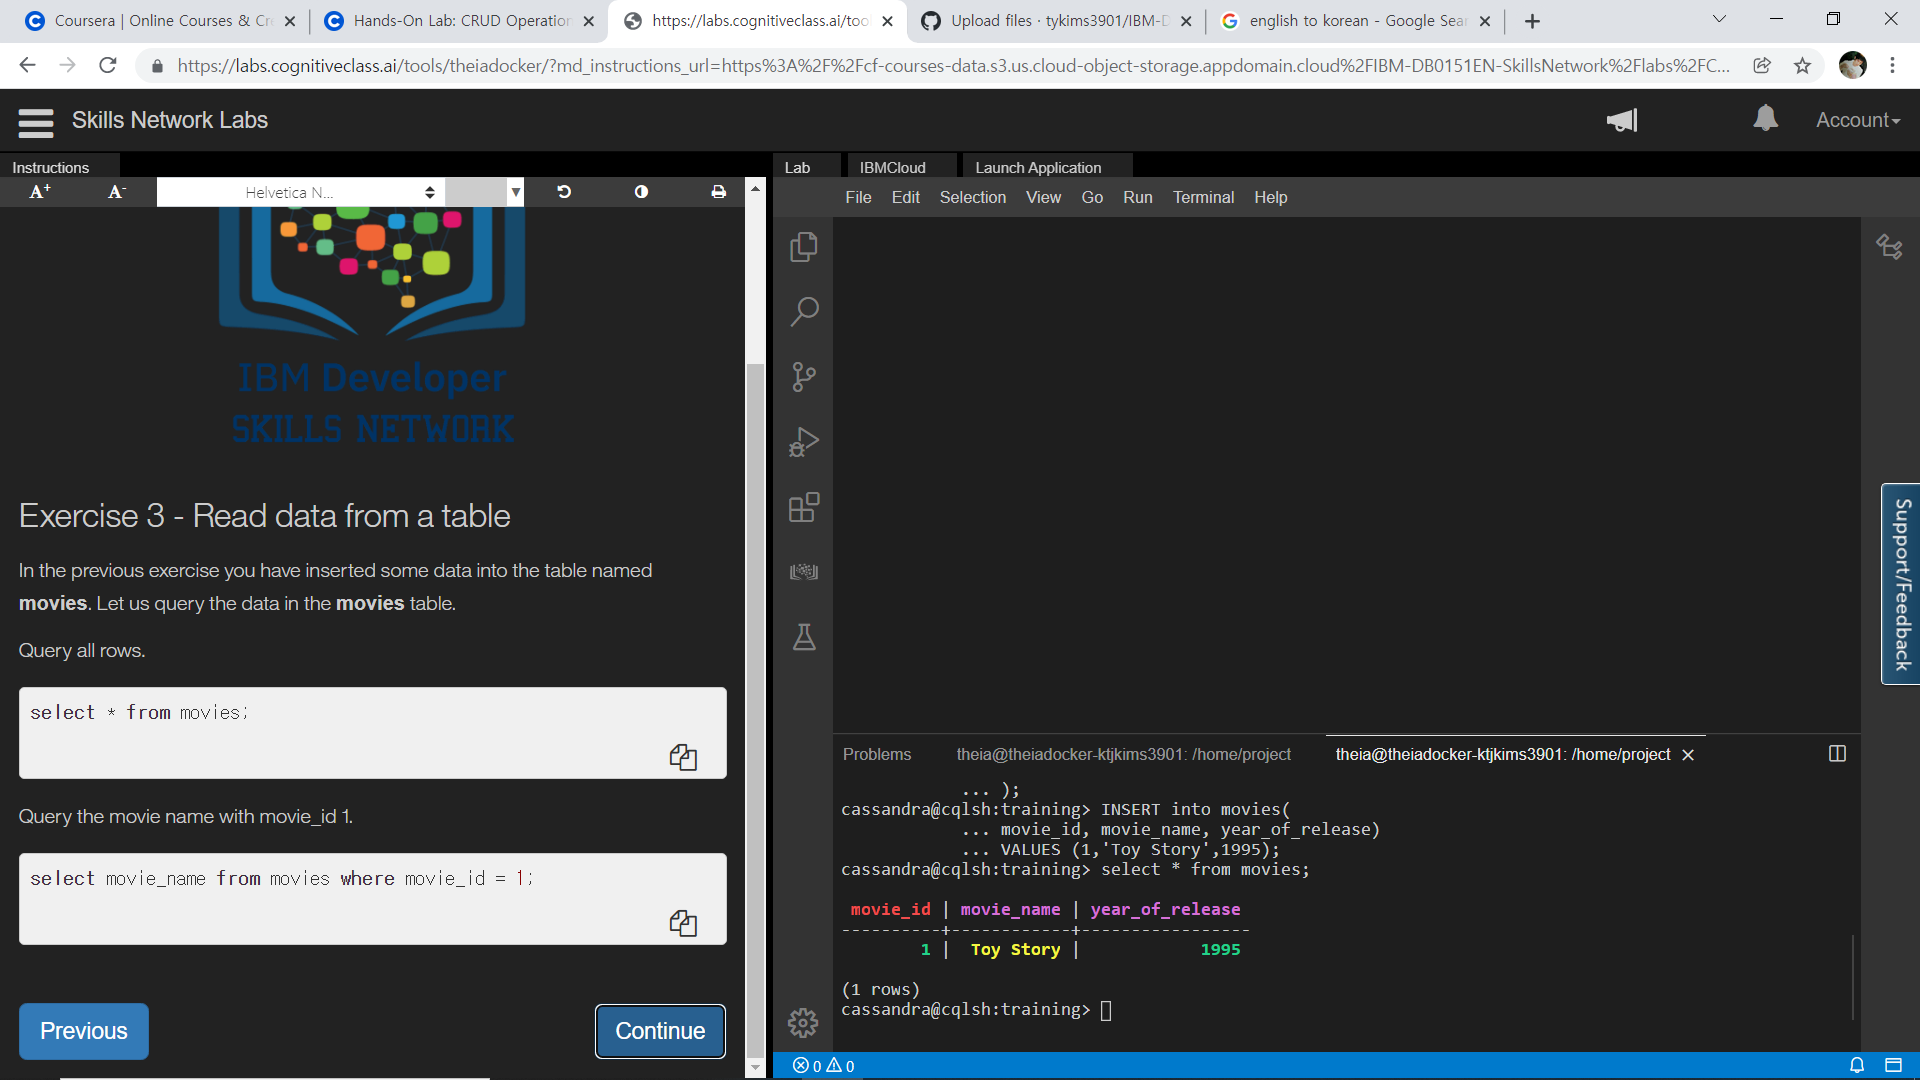 Coursera | Online Courses & Cr
Hands-On Lab: CRUD Operation
https://labs.cognitiveclass.ai/tool
Upload files · tykims3901/IBM-D
english to korean - Google Sear
https://labs.cognitiveclass.ai/tools/theiadocker/?md_instructions_url=https%3A%2F%2Fcf-courses-data.s3.us.cloud-object-storage.appdomain.cloud%2FIBM-DB0151EN-SkillsNetwork%2Flabs%2FC...
Skills Network Labs
Account
Instructions
A+
A-
Helvetica N...
IBM Developer
SKILLS NETWORK
Exercise 3 - Read data from a table
In the previous exercise you have inserted some data into the table named
movies. Let us query the data in the movies table.
Query all rows.
select * from movies;
Query the movie name with movie_id 1.
select movie_name from movies where movie_id = 1;
Previous
Continue
Lab
IBMCloud
Launch Application
File Edit Selection View Go Run Terminal Help
Support/Feedback
Problems
theia@theiadocker-ktjkims3901: /home/project
theia@theiadocker-ktjkims3901: /home/project
... );
cassandra@cqlsh:training> INSERT into movies(
... movie_id, movie_name, year_of_release)
... VALUES (1,'Toy Story',1995);
cassandra@cqlsh:training> select * from movies;
movie_id | movie_name | year_of_release
----------+------------+-----------------
1 | Toy Story | 1995
(1 rows)
cassandra@cqlsh:training>
0 0